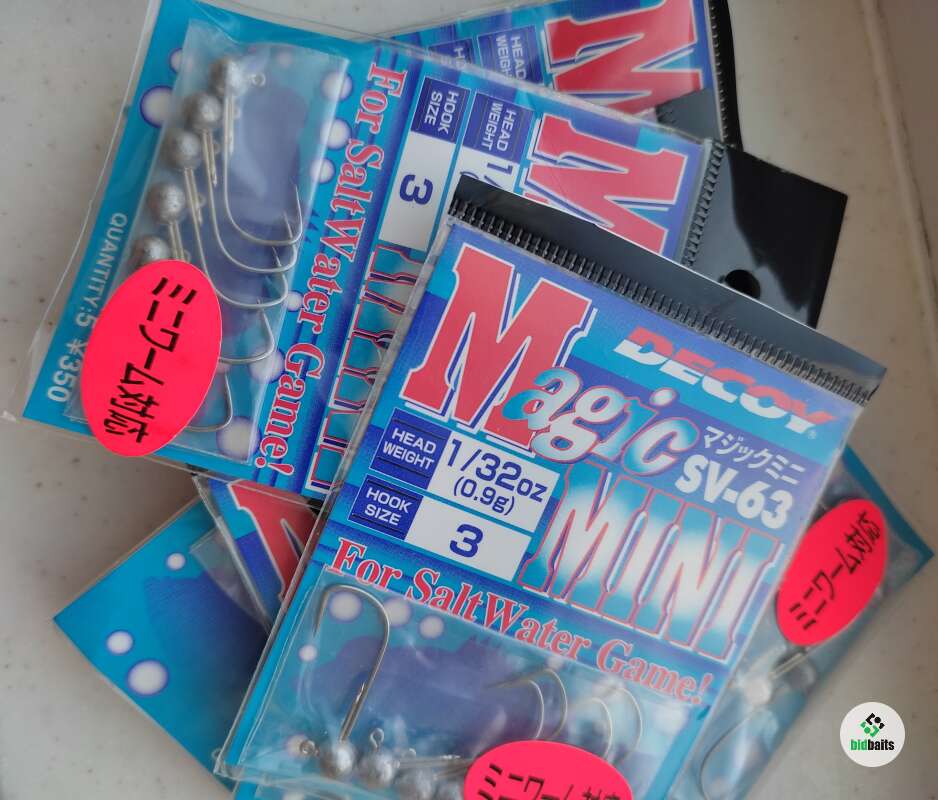 DECOY®
Magic
マジックミニ
SV-63
MINI
HEAD
WEIGHT
1/32oz
(0.9g)
HOOK
SIZE
3
For SaltWater Game!
ミニワーム対応
HEAD
WEIGHT
HOOK
SIZE
3
M
For SaltWater Game!
QUANTITY:5 ¥350
ミニワーム対応
HEAD
WEIGHT
M
ミニワーム対応
bidbaits